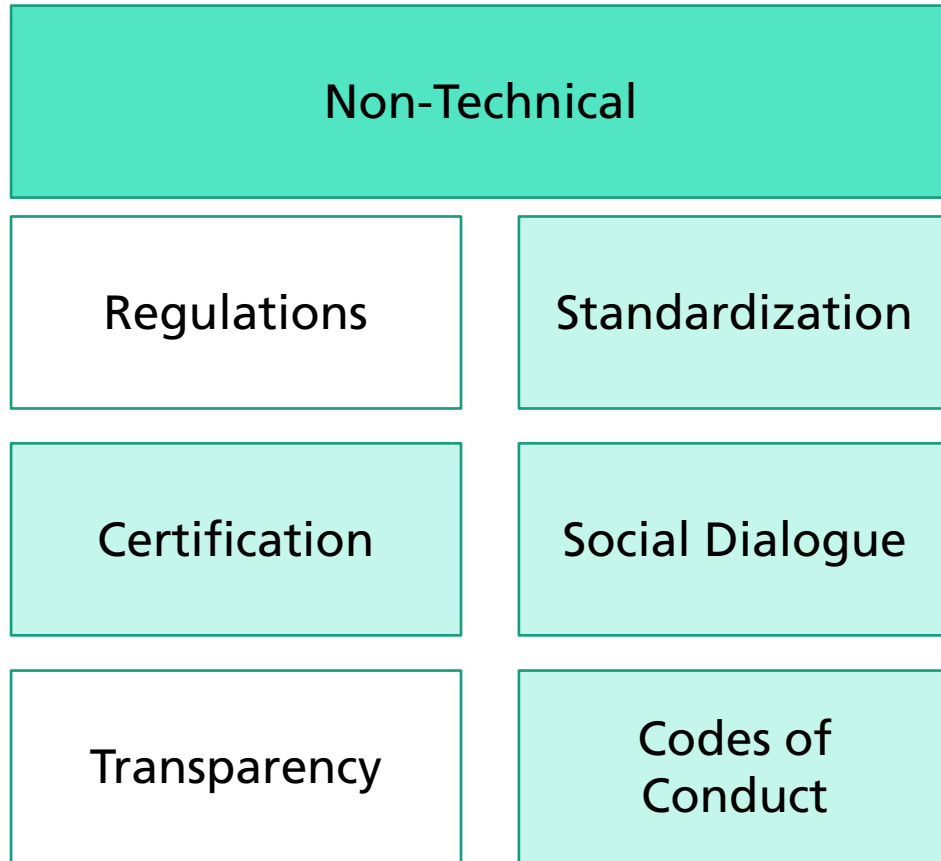 Non-Technical
Regulations
Standardization
Certification
Social Dialogue
Transparency
Codes of
Conduct